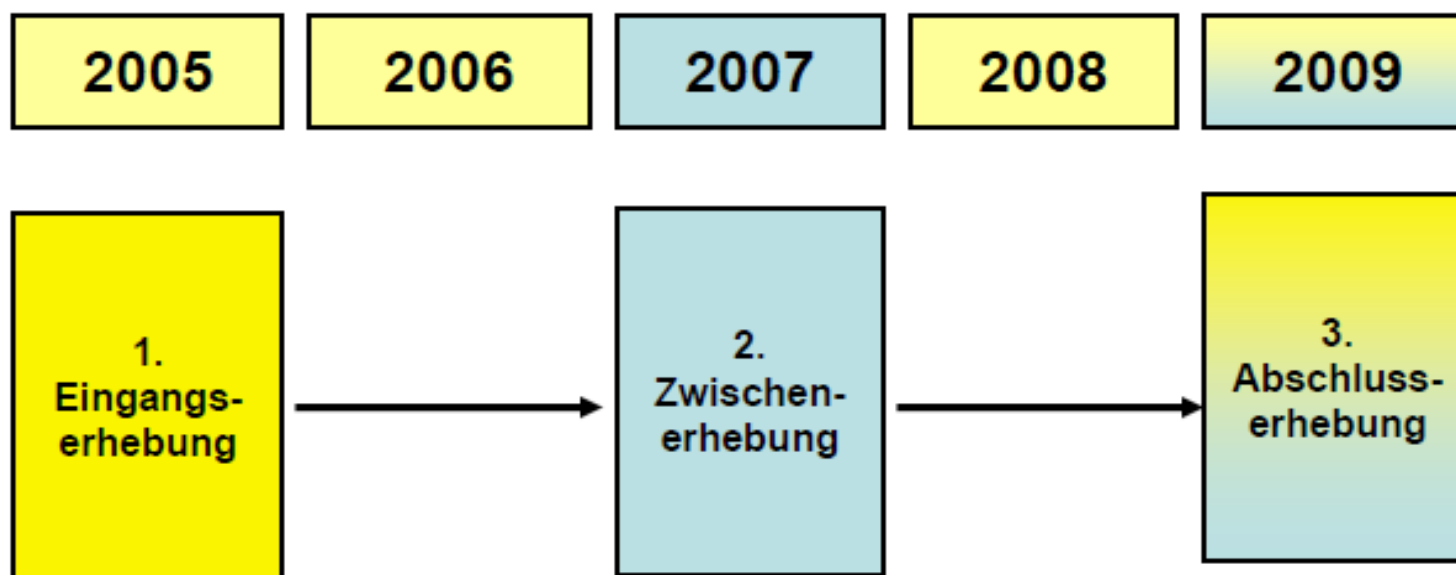 2005 2006 2007 2008 2009
1.
Eingangs-
erhebung
2.
Zwischen-
erhebung
3.
Abschluss-
erhebung